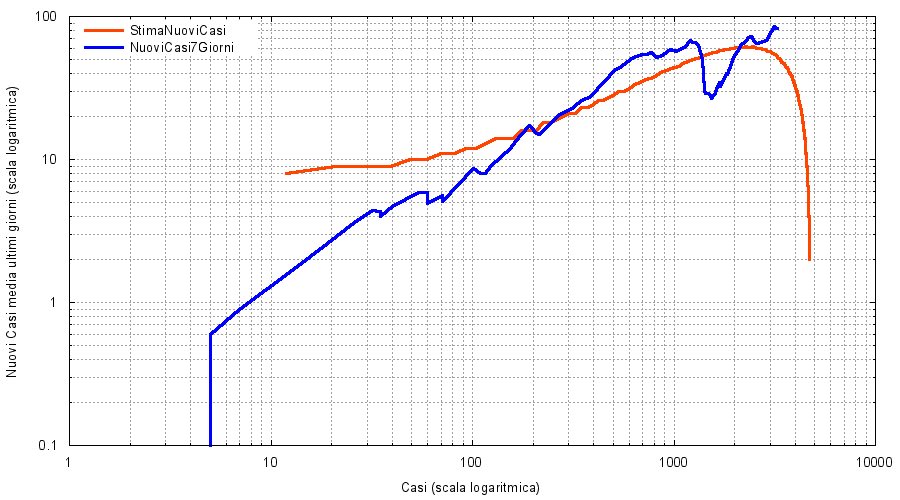 StimaNuoviCasi
NuoviCasi7Giorni
Nuovi Casi media ultimi giorni (scala logaritmica)
100
10
1
0.1
1
10
100
1000
10000
Casi (scala logaritmica)